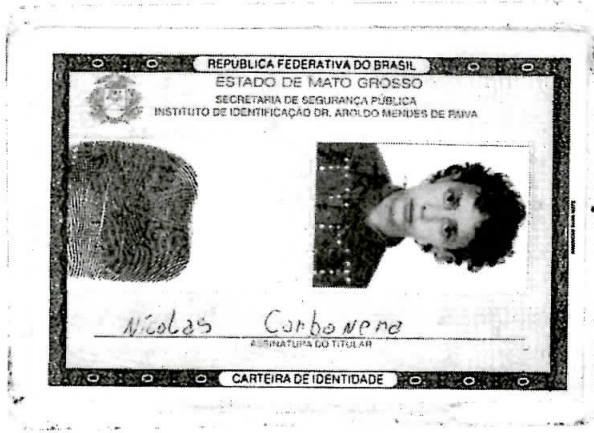 REPÚBLICA FEDERATIVA DO BRASIL
ESTADO DE MATO GROSSO
SECRETARIA DE SEGURANÇA PÚBLICA
INSTITUTO DE IDENTIFICAÇÃO DR. AROLDO MENDES DE PAIVA
Nicolas Carbonera
ASSINATURA DO TITULAR
CARTEIRA DE IDENTIDADE